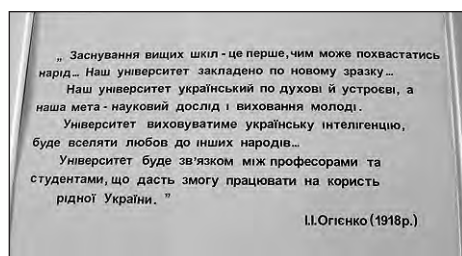 „ Заснування вищих шкіл - це перше, чим може похвастатись
нарід... Наш університет закладено по новому зразку...
Наш університет український по духові й устроєві, а
наша мета - науковий дослід і виховання молоді.
Університет виховуватиме українську інтелігенцію,
буде вселяти любов до інших народів...
Університет буде зв'язком між професорами та
студентами, що дасть змогу працювати на користь
рідної України. ”
І.І.Огієнко (1918р.)